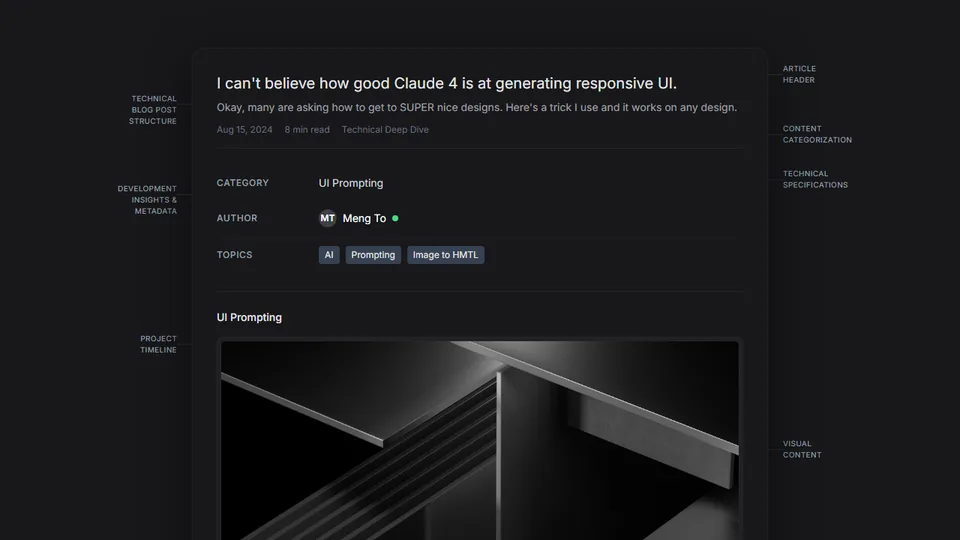 I can't believe how good Claude 4 is at generating responsive UI.
Okay, many are asking how to get to SUPER nice designs. Here's a trick I use and it works on any design.
Aug 15, 2024 8 min read Technical Deep Dive
CATEGORY UI Prompting
AUTHOR MT Meng To
TOPICS AI Prompting Image to HMTL
UI Prompting
TECHNICAL
BLOG POST
STRUCTURE
DEVELOPMENT
INSIGHTS &
METADATA
PROJECT
TIMELINE
ARTICLE
HEADER
CONTENT
CATEGORIZATION
TECHNICAL
SPECIFICATIONS
VISUAL
CONTENT